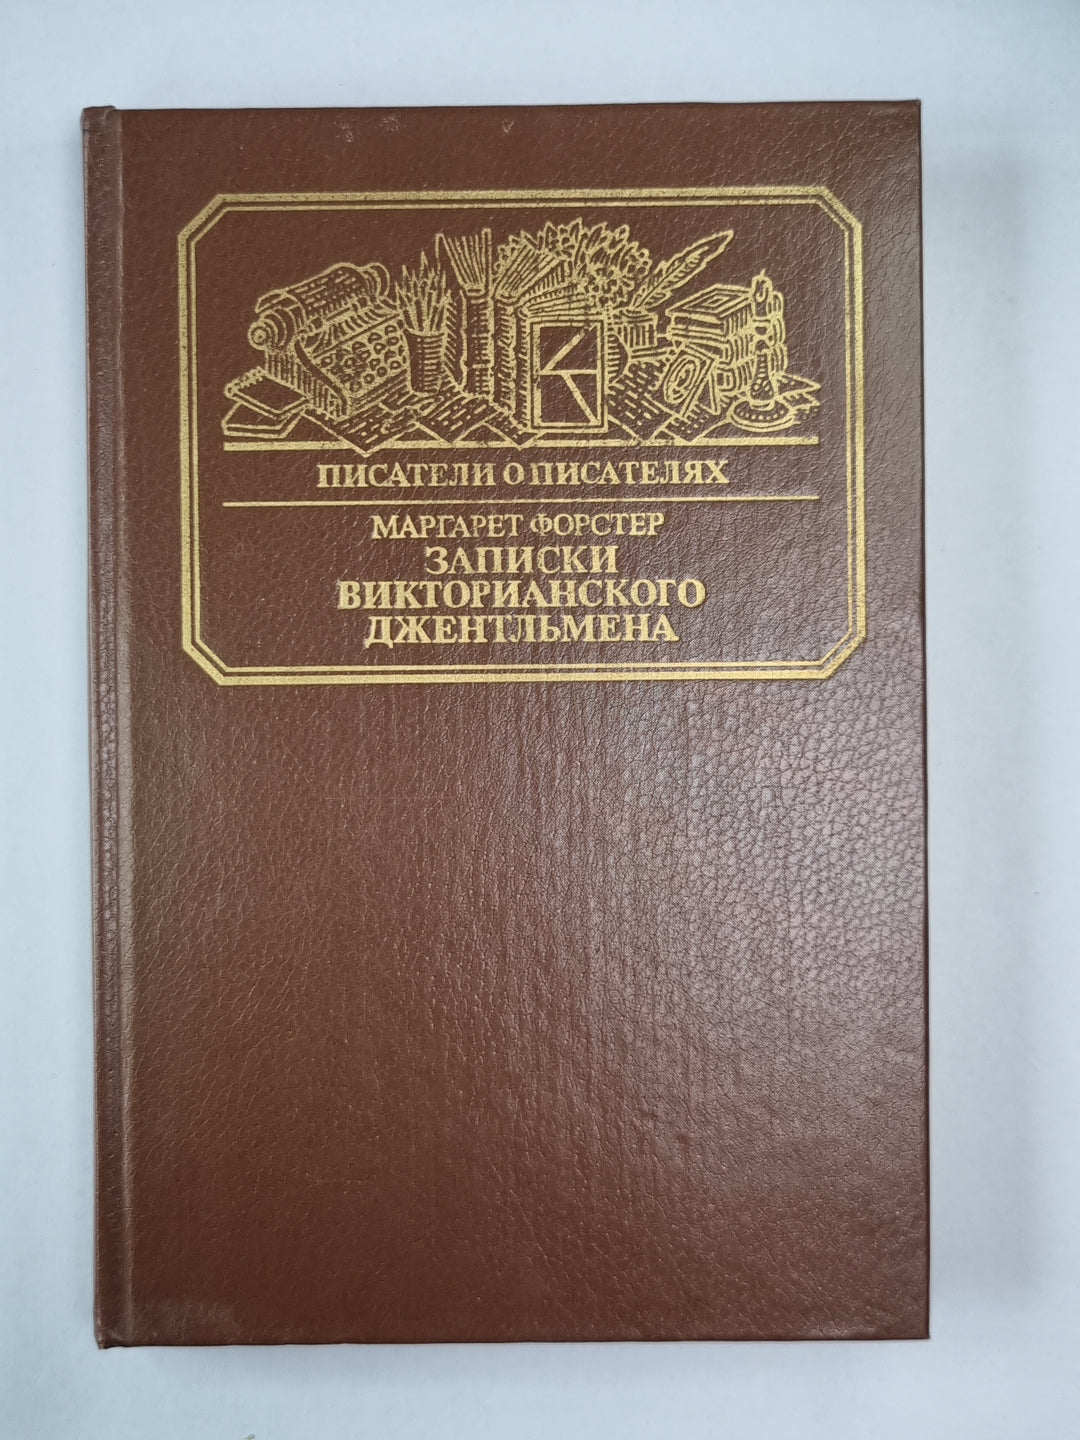 ПИСАТЕЛИ О ПИСАТЕЛЯХ
МАРГАРЕТ ФОРСТЕР
ЗАПИСКИ
ВИКТОРИАНСКОГО
ДЖЕНТЛЬМЕНА